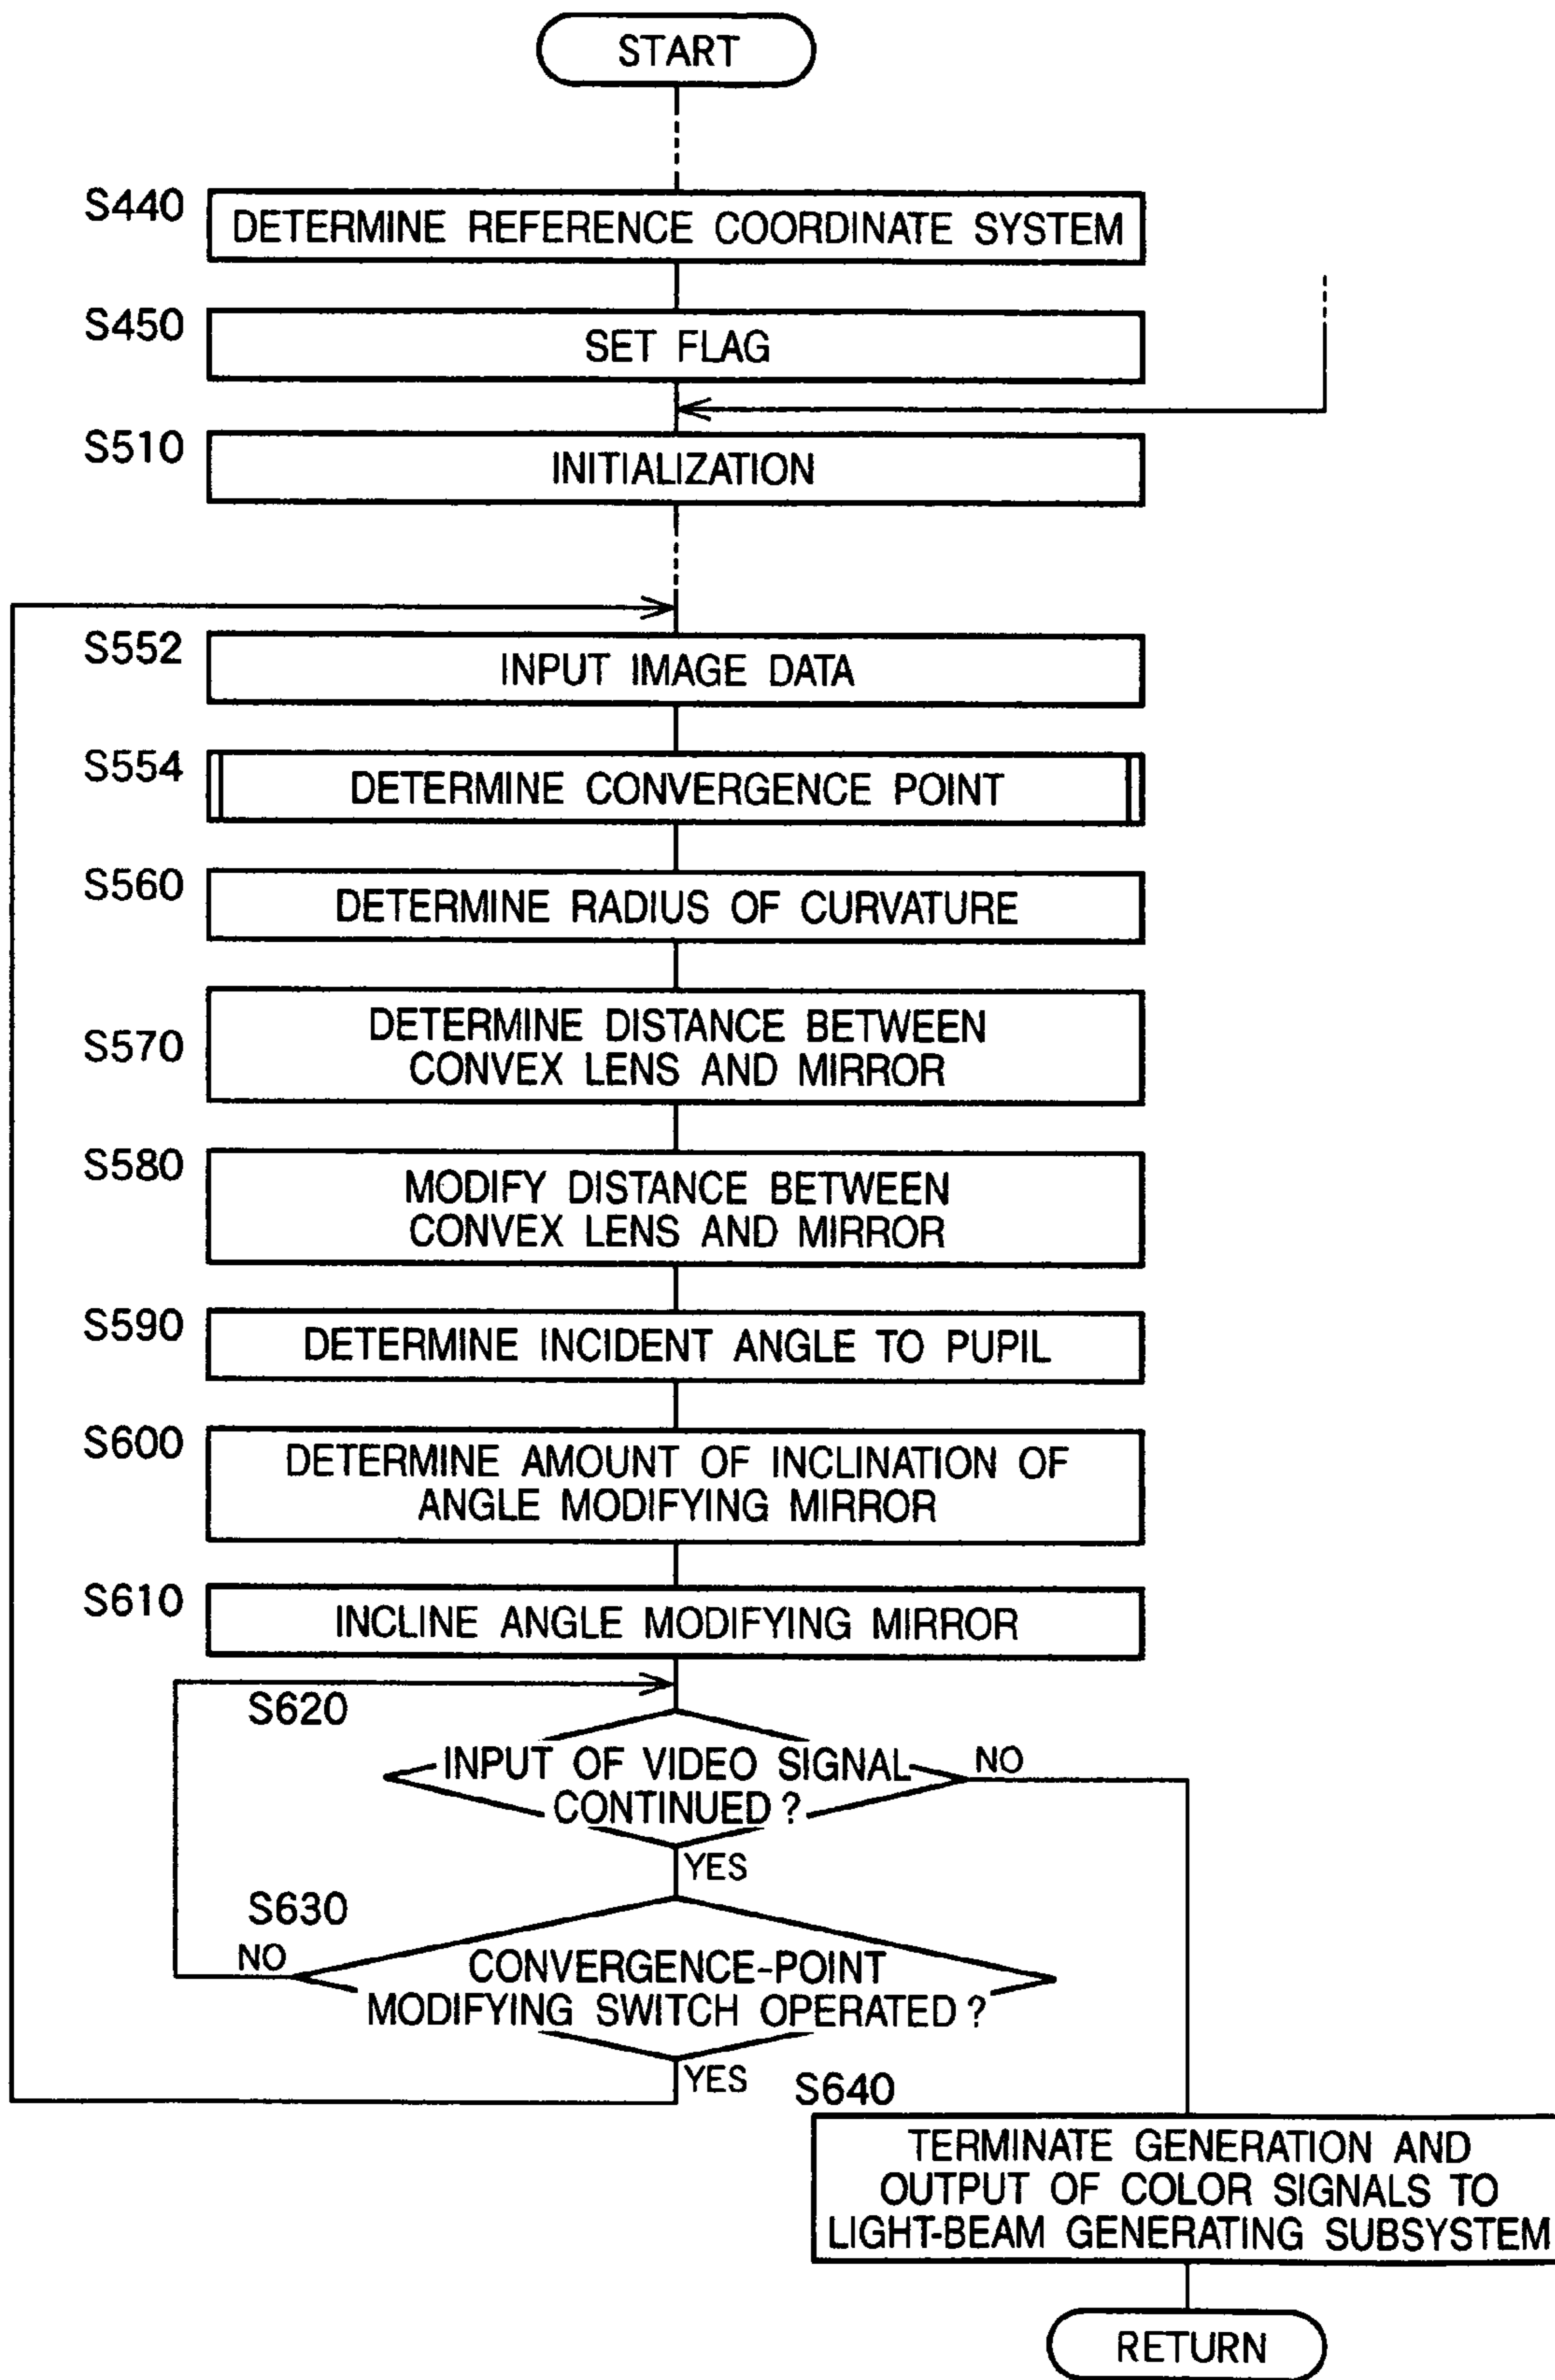 START
S440
DETERMINE REFERENCE COORDINATE SYSTEM
S450
SET FLAG
S510
INITIALIZATION
S552
INPUT IMAGE DATA
S554
DETERMINE CONVERGENCE POINT
S560
DETERMINE RADIUS OF CURVATURE
S570
DETERMINE DISTANCE BETWEEN
CONVEX LENS AND MIRROR
S580
MODIFY DISTANCE BETWEEN
CONVEX LENS AND MIRROR
S590
DETERMINE INCIDENT ANGLE TO PUPIL
S600
DETERMINE AMOUNT OF INCLINATION OF
ANGLE MODIFYING MIRROR
S610
INCLINE ANGLE MODIFYING MIRROR
S620
INPUT OF VIDEO SIGNAL
CONTINUED?
NO
YES
S630
NO
CONVERGENCE-POINT
MODIFYING SWITCH OPERATED?
YES
S640
TERMINATE GENERATION AND
OUTPUT OF COLOR SIGNALS TO
LIGHT-BEAM GENERATING SUBSYSTEM
RETURN